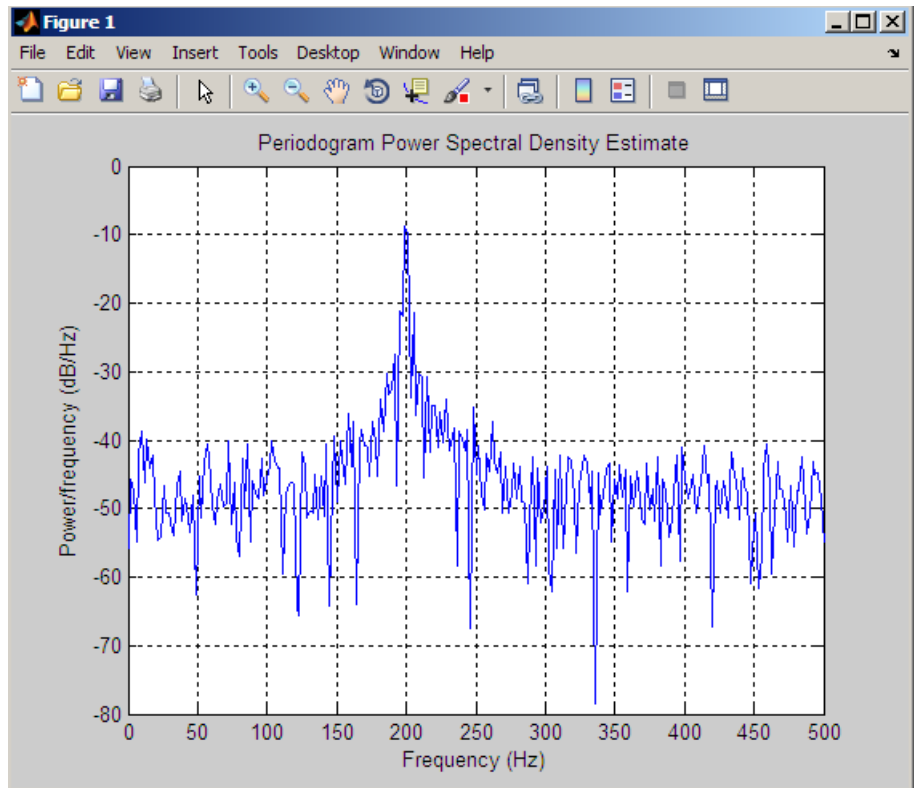 Figure 1
File Edit View Insert Tools Desktop Window Help
Periodogram Power Spectral Density Estimate
Power/frequency (dB/Hz)
0
-10
-20
-30
-40
-50
-60
-70
-80
0 50 100 150 200 250 300 350 400 450 500
Frequency (Hz)